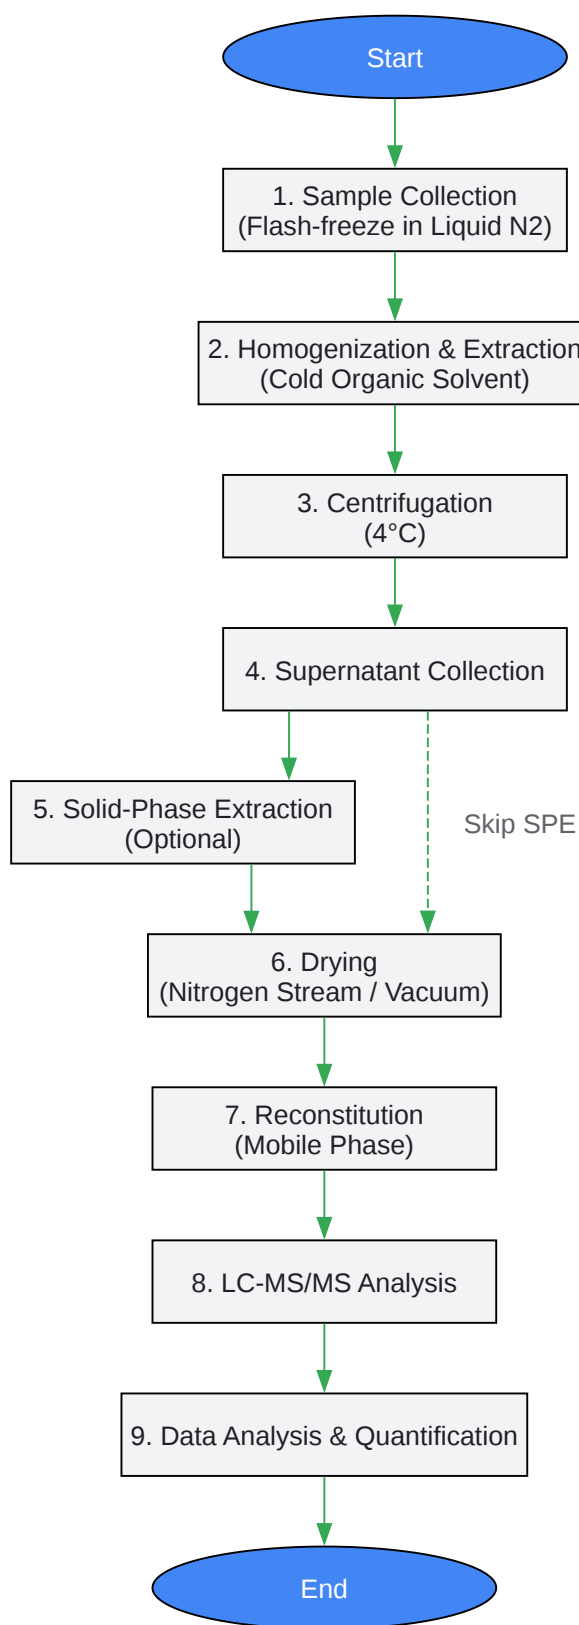 Start
1. Sample Collection
(Flash-freeze in Liquid N2)
2. Homogenization & Extraction
(Cold Organic Solvent)
3. Centrifugation
(4°C)
4. Supernatant Collection
5. Solid-Phase Extraction
(Optional)
Skip SPE
6. Drying
(Nitrogen Stream / Vacuum)
7. Reconstitution
(Mobile Phase)
8. LC-MS/MS Analysis
9. Data Analysis & Quantification
End